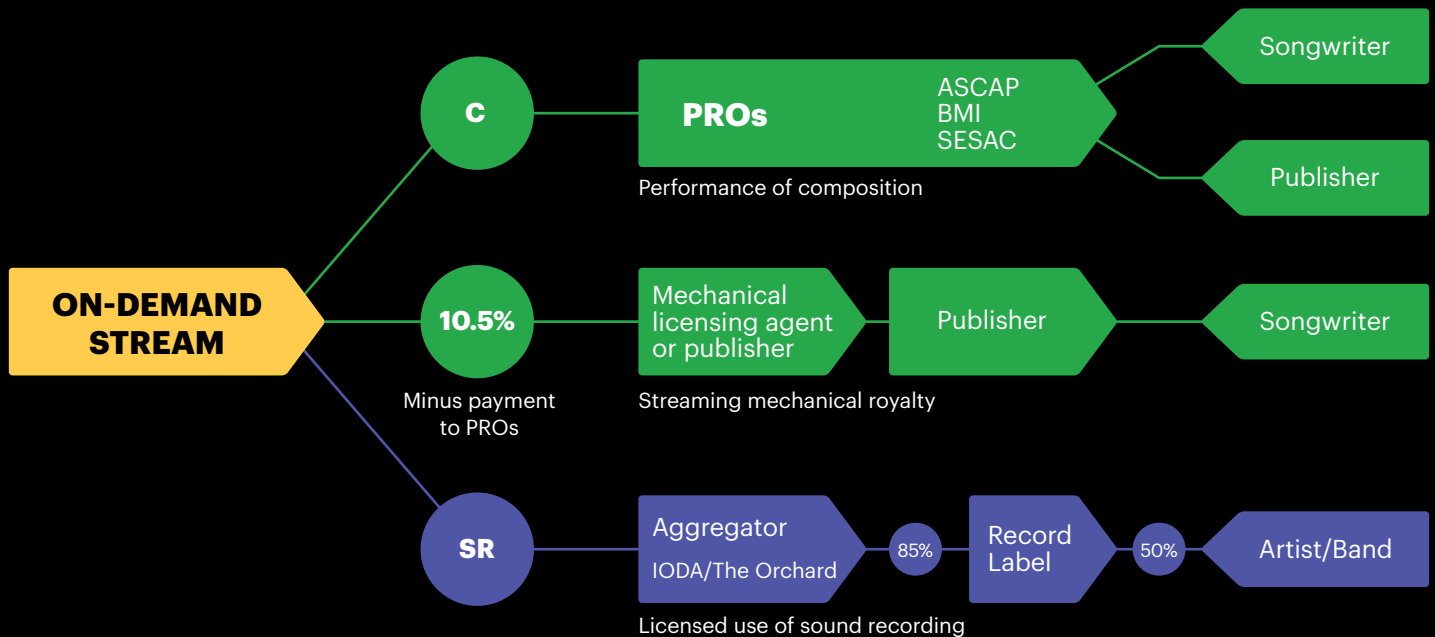 ON-DEMAND
STREAM
C
PROs
ASCAP
BMI
SESAC
Performance of composition
Songwriter
Publisher
10.5%
Minus payment
to PROs
Mechanical
licensing agent
or publisher
Streaming mechanical royalty
Publisher
Songwriter
SR
Aggregator
IODA/The Orchard
Licensed use of sound recording
85%
Record
Label
50%
Artist/Band